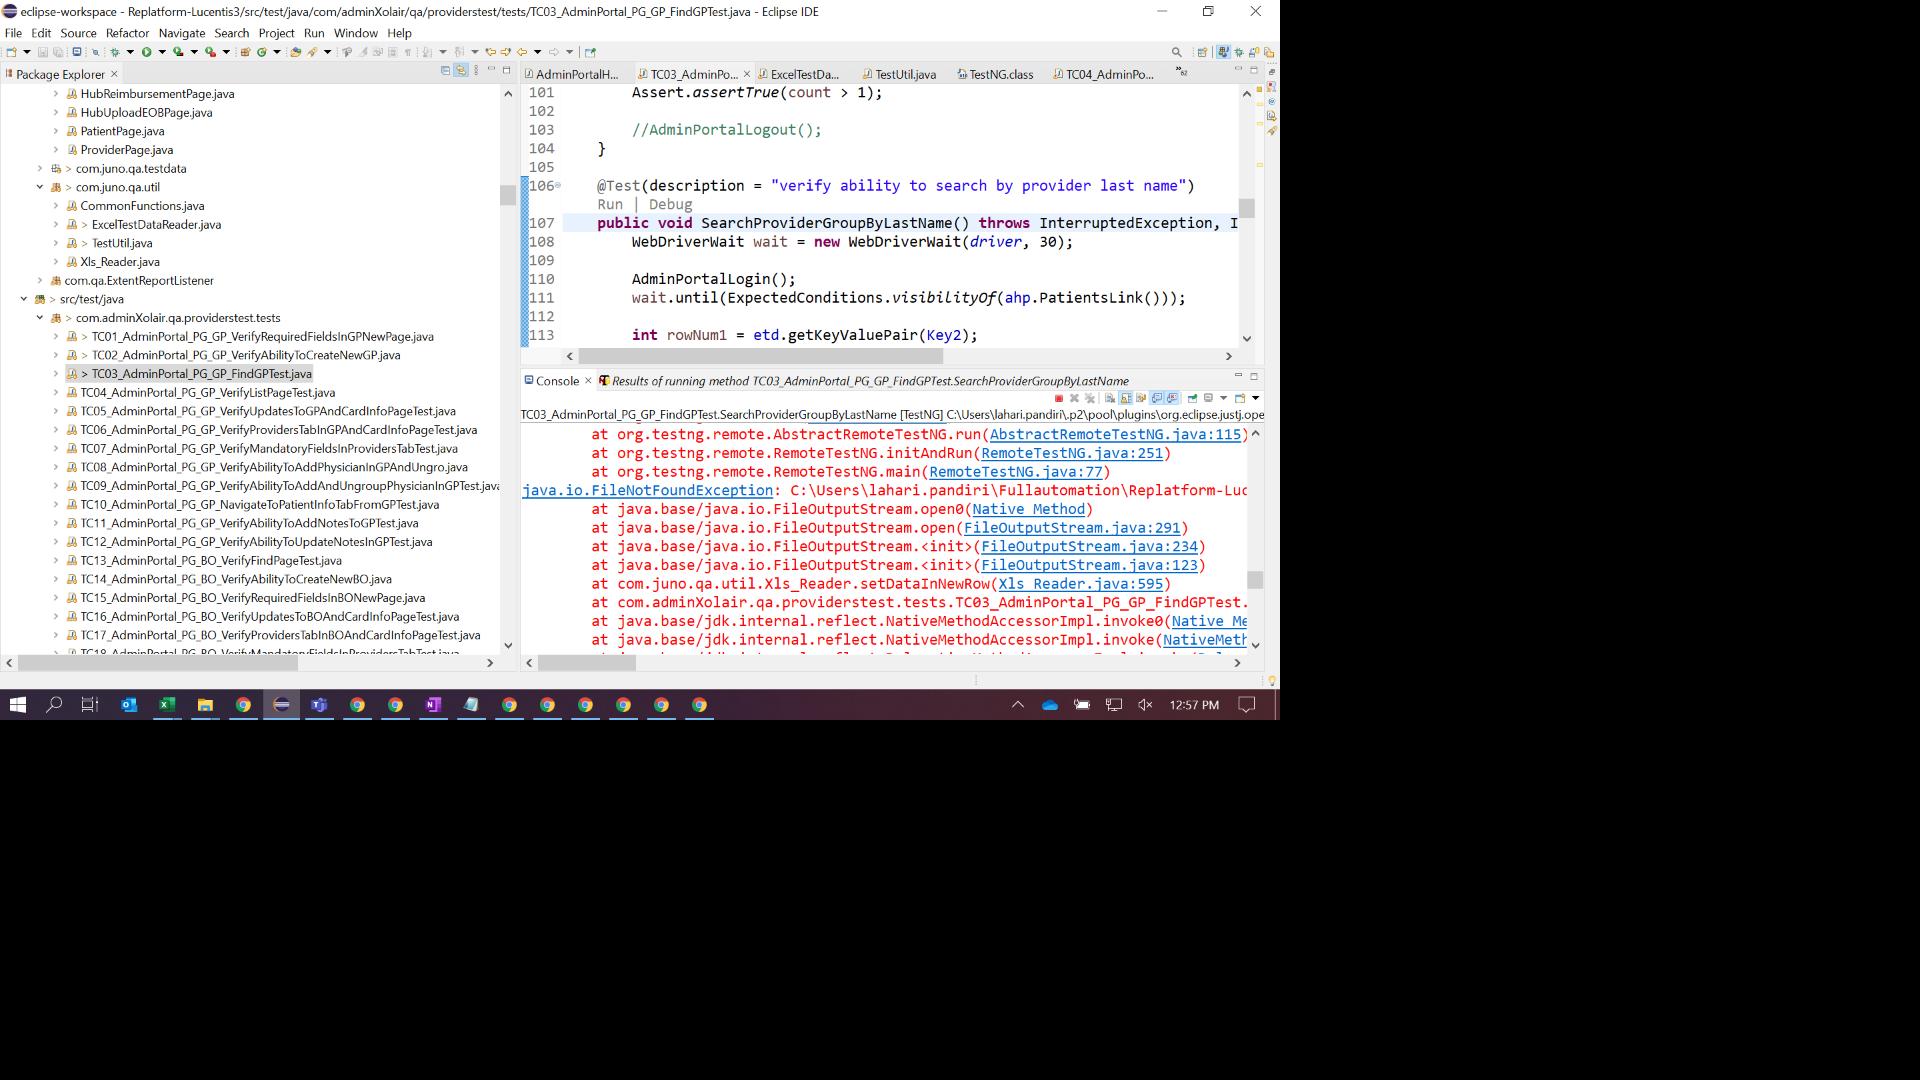 eclipse-workspace - Replatform-Lucentis3/src/test/java/com/adminXolair/qa/providerstest/tests/TC03_AdminPortal_PG_GP_FindGPTest.java - Eclipse IDE
File Edit Source Refactor Navigate Search Project Run Window Help
Package Explorer
HubReimbursementPage.java
HubUploadEOBPage.java
PatientPage.java
ProviderPage.java
> com.juno.qa.testdata
> com.juno.qa.util
CommonFunctions.java
> ExcelTestDataReader.java
> TestUtil.java
Xls_Reader.java
com.qa.ExtentReportListener
> src/test/java
> com.adminXolair.qa.providerstest.tests
> TC01_AdminPortal_PG_GP_VerifyRequiredFieldsInGPNewPage.java
> TC02_AdminPortal_PG_GP_VerifyAbilityToCreateNewGP.java
> TC03_AdminPortal_PG_GP_FindGPTest.java
TC04_AdminPortal_PG_GP_VerifyListPageTest.java
TC05_AdminPortal_PG_GP_VerifyUpdatesToGPAndCardInfoPageTest.java
TC06_AdminPortal_PG_GP_VerifyProvidersTabInGPAndCardInfoPageTest.java
TC07_AdminPortal_PG_GP_VerifyMandatoryFieldsInProvidersTabTest.java
TC08_AdminPortal_PG_GP_VerifyAbilityToAddPhysicianInGPAndUngro.java
TC09_AdminPortal_PG_GP_VerifyAbilityToAddAndUngroupPhysicianInGPTest.java
TC10_AdminPortal_PG_GP_NavigateToPatientInfoTabFromGPTest.java
TC11_AdminPortal_PG_GP_VerifyAbilityToAddNotesToGPTest.java
TC12_AdminPortal_PG_GP_VerifyAbilityToUpdateNotesInGPTest.java
TC13_AdminPortal_PG_BO_VerifyFindPageTest.java
TC14_AdminPortal_PG_BO_VerifyAbilityToCreateNewBO.java
TC15_AdminPortal_PG_BO_VerifyRequiredFieldsInBONewPage.java
TC16_AdminPortal_PG_BO_VerifyUpdatesToBOAndCardInfoPageTest.java
TC17_AdminPortal_PG_BO_VerifyProvidersTabInBOAndCardInfoPageTest.java
TC18_AdminPortal_PG_BO_VerifyMandatoryFieldsInProvidersTabTest.java
AdminPortalH... TC03_AdminPo... ExcelTestDa... TestUtil.java TestNG.class TC04_AdminPo... 62
101 Assert.assertTrue(count > 1);
102
103 //AdminPortalLogout();
104 }
105
106 @Test(description = "verify ability to search by provider last name")
Run | Debug
107 public void SearchProviderGroupByLastName() throws InterruptedException, I
108 WebDriverWait wait = new WebDriverWait(driver, 30);
109
110 AdminPortalLogin();
111 wait.until(ExpectedConditions.visibilityOf(ahp.PatientsLink()));
112
113 int rowNum1 = etd.getKeyValuePair(Key2);
Console Results of running method TC03_AdminPortal_PG_GP_FindGPTest.SearchProviderGroupByLastName
TC03_AdminPortal_PG_GP_FindGPTest.SearchProviderGroupByLastName [TestNG] C:\Users\lahari.pandiri\.p2\pool\plugins\org.eclipse.justj.ope
at org.testng.remote.AbstractRemoteTestNG.run(AbstractRemoteTestNG.java:115)
at org.testng.remote.RemoteTestNG.initAndRun(RemoteTestNG.java:251)
at org.testng.remote.RemoteTestNG.main(RemoteTestNG.java:77)
java.io.FileNotFoundException: C:\Users\lahari.pandiri\Fullautomation\Replatform-Luc
at java.base/java.io.FileOutputStream.open0(Native Method)
at java.base/java.io.FileOutputStream.open(FileOutputStream.java:291)
at java.base/java.io.FileOutputStream.<init>(FileOutputStream.java:234)
at java.base/java.io.FileOutputStream.<init>(FileOutputStream.java:123)
at com.juno.qa.util.Xls_Reader.setDataInNewRow(Xls_Reader.java:595)
at com.adminXolair.qa.providerstest.tests.TC03_AdminPortal_PG_GP_FindGPTest.
at java.base/jdk.internal.reflect.NativeMethodAccessorImpl.invoke0(Native Me
at java.base/jdk.internal.reflect.NativeMethodAccessorImpl.invoke(NativeMeth
12:57 PM